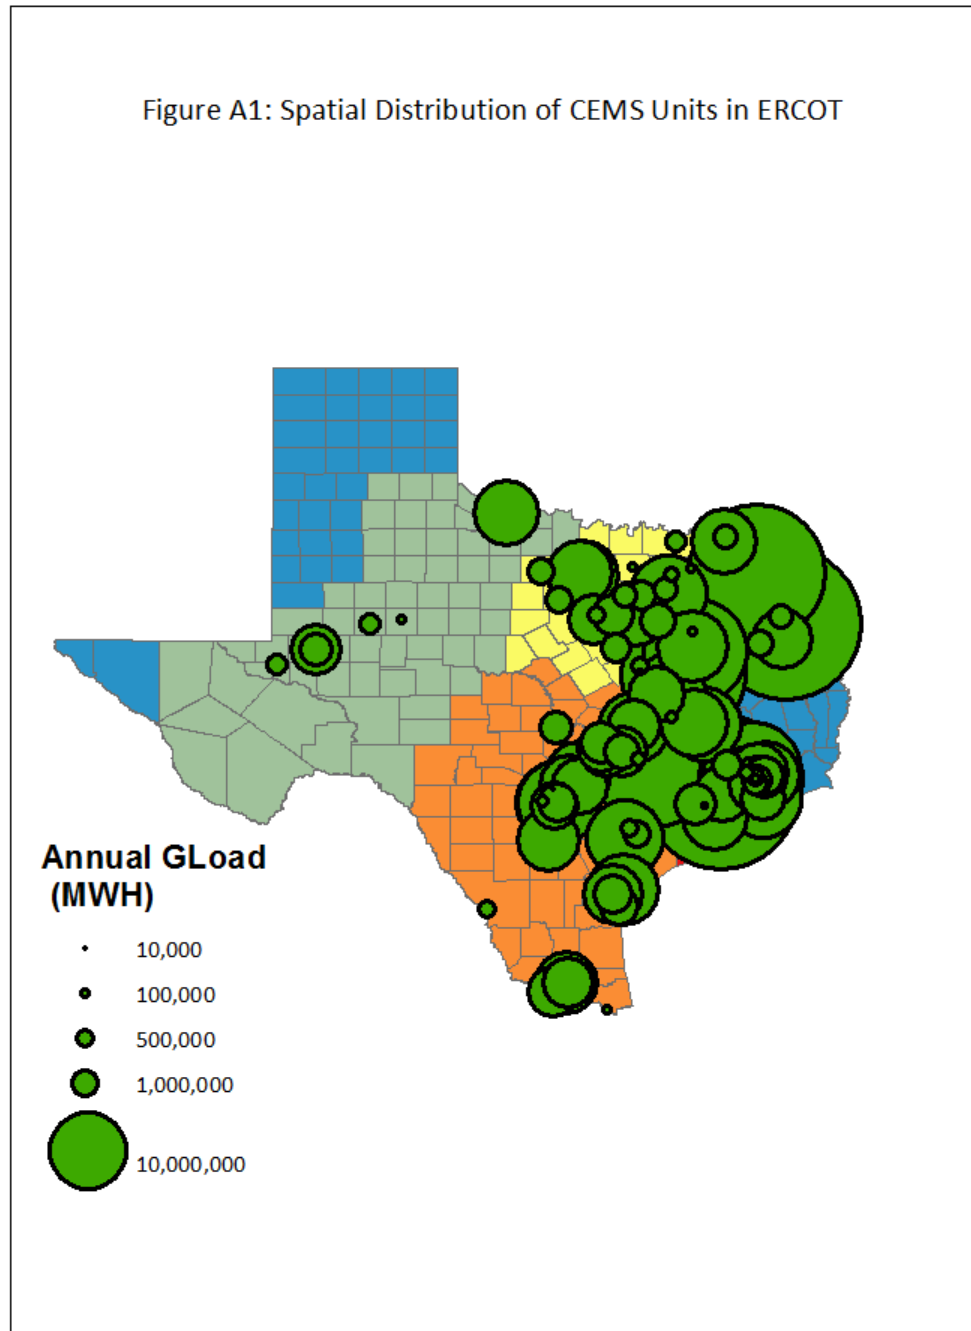 Figure A1: Spatial Distribution of CEMS Units in ERCOT
Annual GLoad
(MWH)
10,000
100,000
500,000
1,000,000
10,000,000